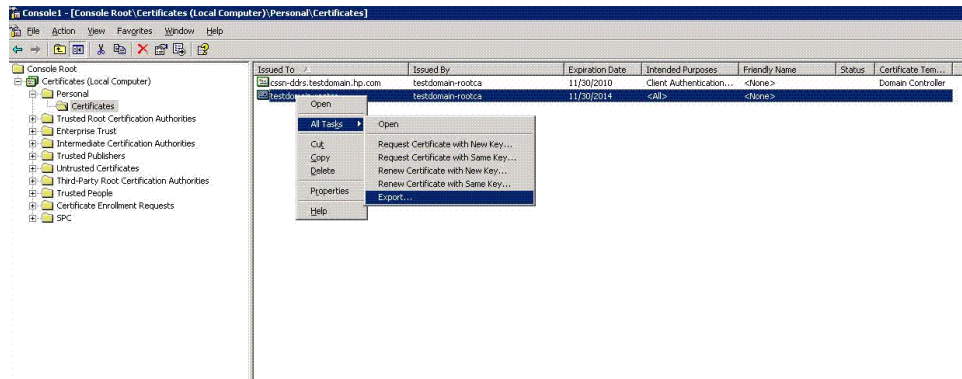 Console1 - [Console Root\Certificates (Local Computer)\Personal\Certificates]
File Action View Favorites Window Help
Console Root
Certificates (Local Computer)
Personal
Certificates
Trusted Root Certification Authorities
Enterprise Trust
Intermediate Certification Authorities
Trusted Publishers
Untrusted Certificates
Third-Party Root Certification Authorities
Trusted People
Certificate Enrollment Requests
SPC
Issued To Issued By Expiration Date Intended Purposes Friendly Name Status Certificate Tem...
cssn-ddrs.testdomain.hp.com testdomain-rootca 11/30/2010 Client Authentication... <None> Domain Controller
testdomain-rootca 11/30/2014 <All> <None>
Open
All Tasks
Cut
Copy
Delete
Properties
Help
Open
Request Certificate with New Key...
Request Certificate with Same Key...
Renew Certificate with New Key...
Renew Certificate with Same Key...
Export...